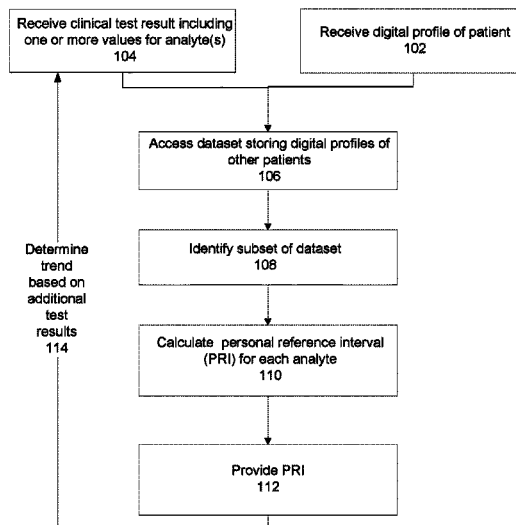 Receive clinical test result including
one or more values for analyte(s)
104
Receive digital profile of patient
102
Access dataset storing digital profiles of
other patients
106
Identify subset of dataset
108
Determine
trend
based on
additional
test
results
114
Calculate personal reference interval
(PRI) for each analyte
110
Provide PRI
112